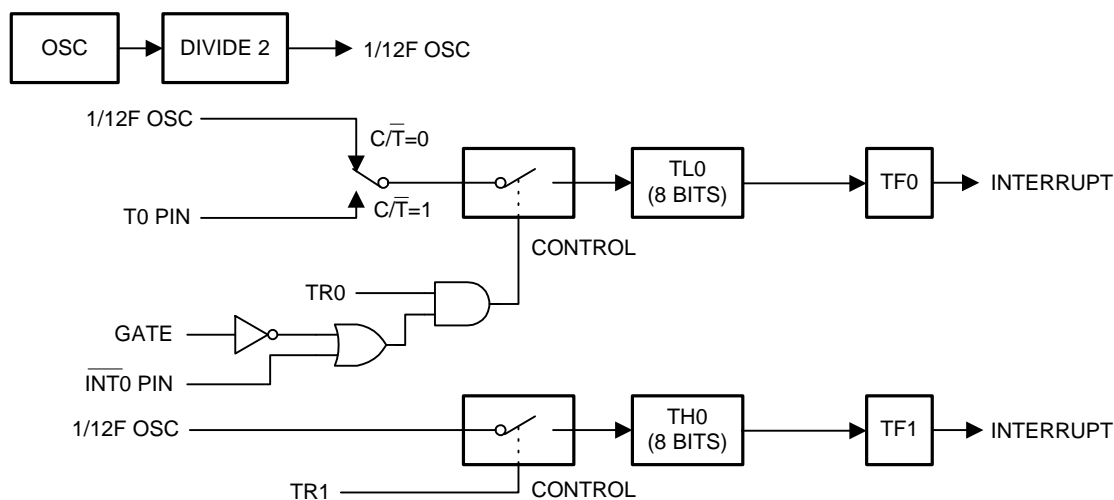 OSC
DIVIDE 2
1/12F OSC
1/12F OSC
C/T̅=0
TL0
(8 BITS)
TF0
INTERRUPT
T0 PIN
C/T̅=1
CONTROL
TR0
GATE
I̅N̅T̅0̅ PIN
1/12F OSC
TH0
(8 BITS)
TF1
INTERRUPT
TR1
CONTROL